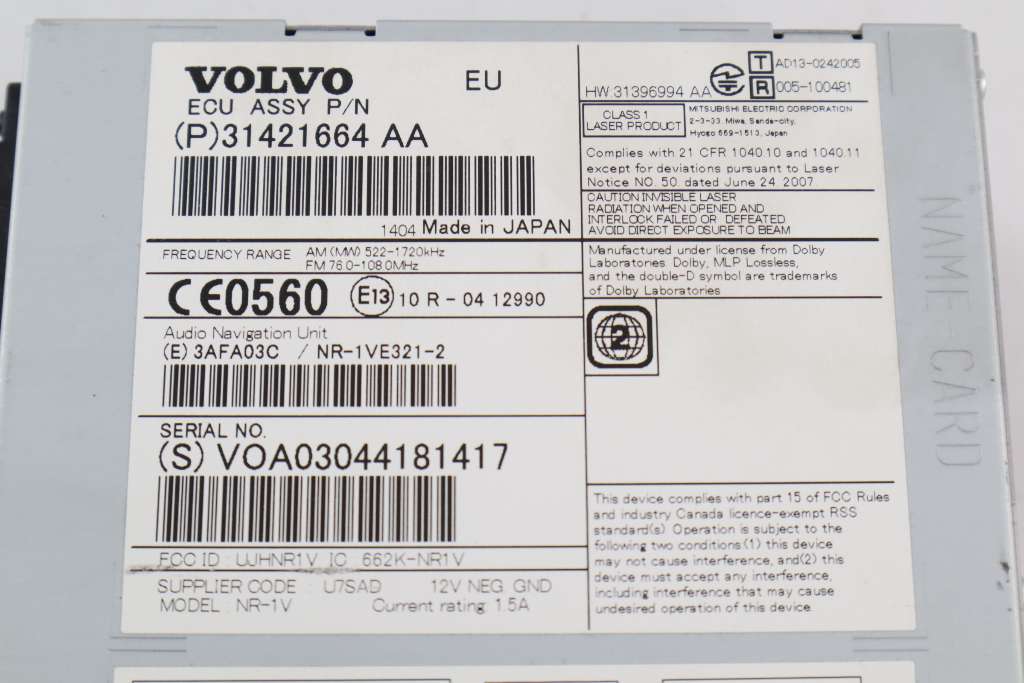 VOLVO EU
ECU ASSY P/N
(P)31421664 AA
1404 Made in JAPAN
FREQUENCY RANGE AM (MW) 522-1720kHz
FM 76.0-108.0MHz
CE0560 E13 10 R - 04 12990
Audio Navigation Unit
(E) 3AFA03C / NR-1VE321-2
SERIAL NO.
(S) VOA03044181417
FCC ID : UJHNR1V IC 662K-NR1V
SUPPLIER CODE : U7SAD 12V NEG GND
MODEL : NR-1V Current rating 1.5A
HW 31396994 AA
T AD13-0242005
R 005-100481
CLASS 1
LASER PRODUCT
MITSUBISHI ELECTRIC CORPORATION
2-3-33, Miwa, Sanda-city,
Hyogo 669-1513, Japan
Complies with 21 CFR 1040.10 and 1040.11
except for deviations pursuant to Laser
Notice NO. 50, dated June 24, 2007
CAUTION INVISIBLE LASER
RADIATION WHEN OPENED AND
INTERLOCK FAILED OR DEFEATED
AVOID DIRECT EXPOSURE TO BEAM
Manufactured under license from Dolby
Laboratories. Dolby, MLP Lossless,
and the double-D symbol are trademarks
of Dolby Laboratories
2
This device complies with part 15 of FCC Rules
and industry Canada licence-exempt RSS
standard(s) Operation is subject to the
following two conditions:(1) this device
may not cause interference, and(2) this
device must accept any interference,
including interference that may cause
undesired operation of this device.
NAME-CARD